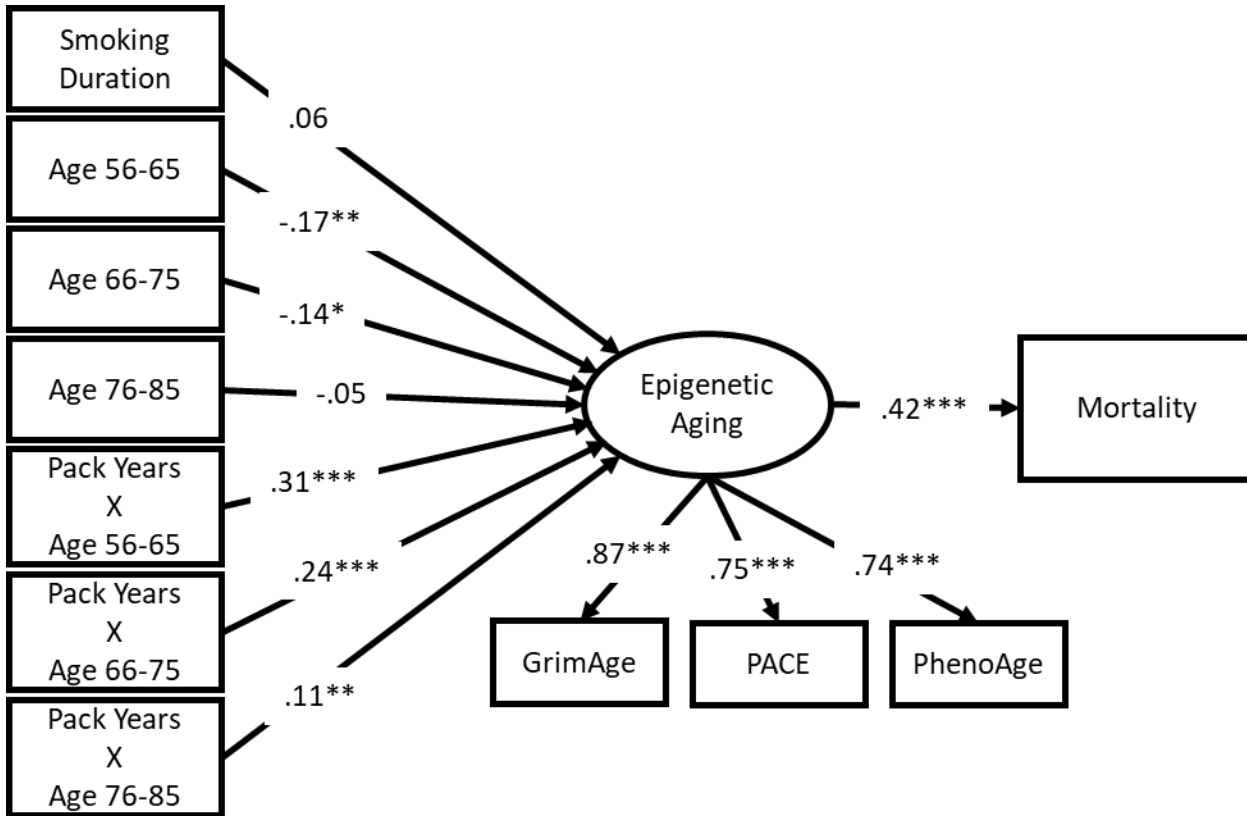 Smoking
Duration
.06
Age 56-65
-.17**
Age 66-75
-.14*
Age 76-85
-.05
Pack Years
X
Age 56-65
.31***
Pack Years
X
Age 66-75
.24***
Pack Years
X
Age 76-85
.11**
Epigenetic
Aging
.42***
Mortality
.87***
.75***
.74***
GrimAge
PACE
PhenoAge